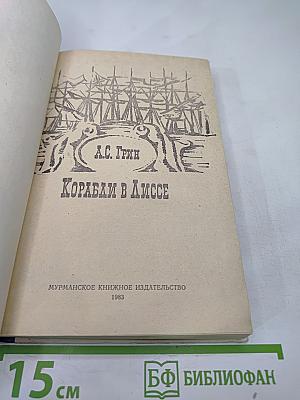 А.С. Грин
Корабли в Лиссе
МУРМАНСКОЕ КНИЖНОЕ ИЗДАТЕЛЬСТВО
1983
15 см
БФ БИБЛИОФАН